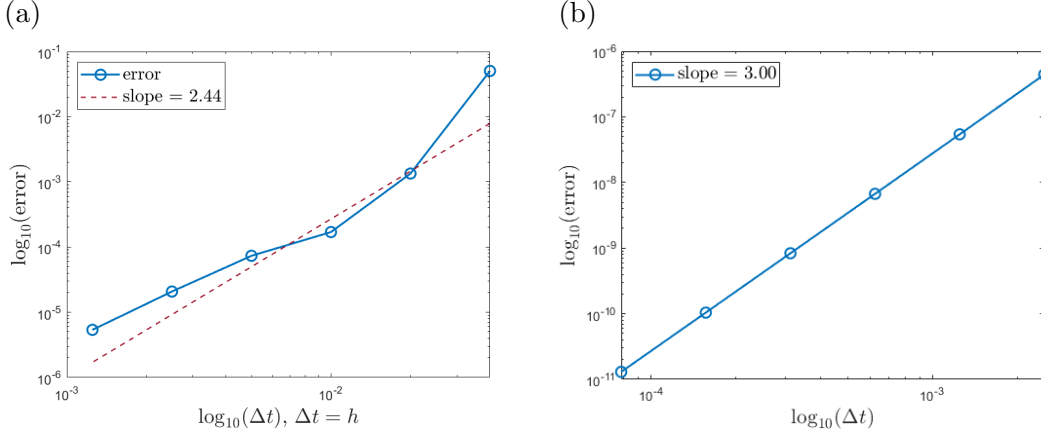 (a)
10^-1
10^-2
10^-3
10^-4
10^-5
10^-6
log10(error)
error
slope = 2.44
10^-3
10^-2
log10(Δt), Δt = h
(b)
10^-6
10^-7
10^-8
10^-9
10^-10
10^-11
log10(error)
slope = 3.00
10^-4
10^-3
log10(Δt)